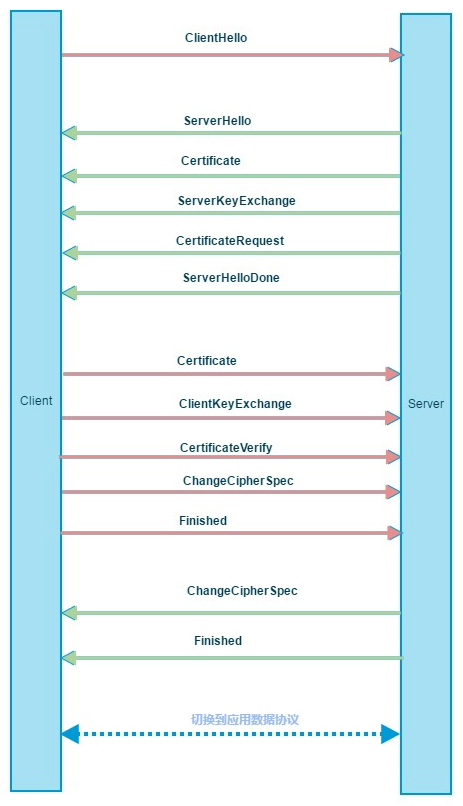 ClientHello
ServerHello
Certificate
ServerKeyExchange
CertificateRequest
ServerHelloDone
Certificate
Client
ClientKeyExchange
Server
CertificateVerify
ChangeCipherSpec
Finished
ChangeCipherSpec
Finished
切换到应用数据协议